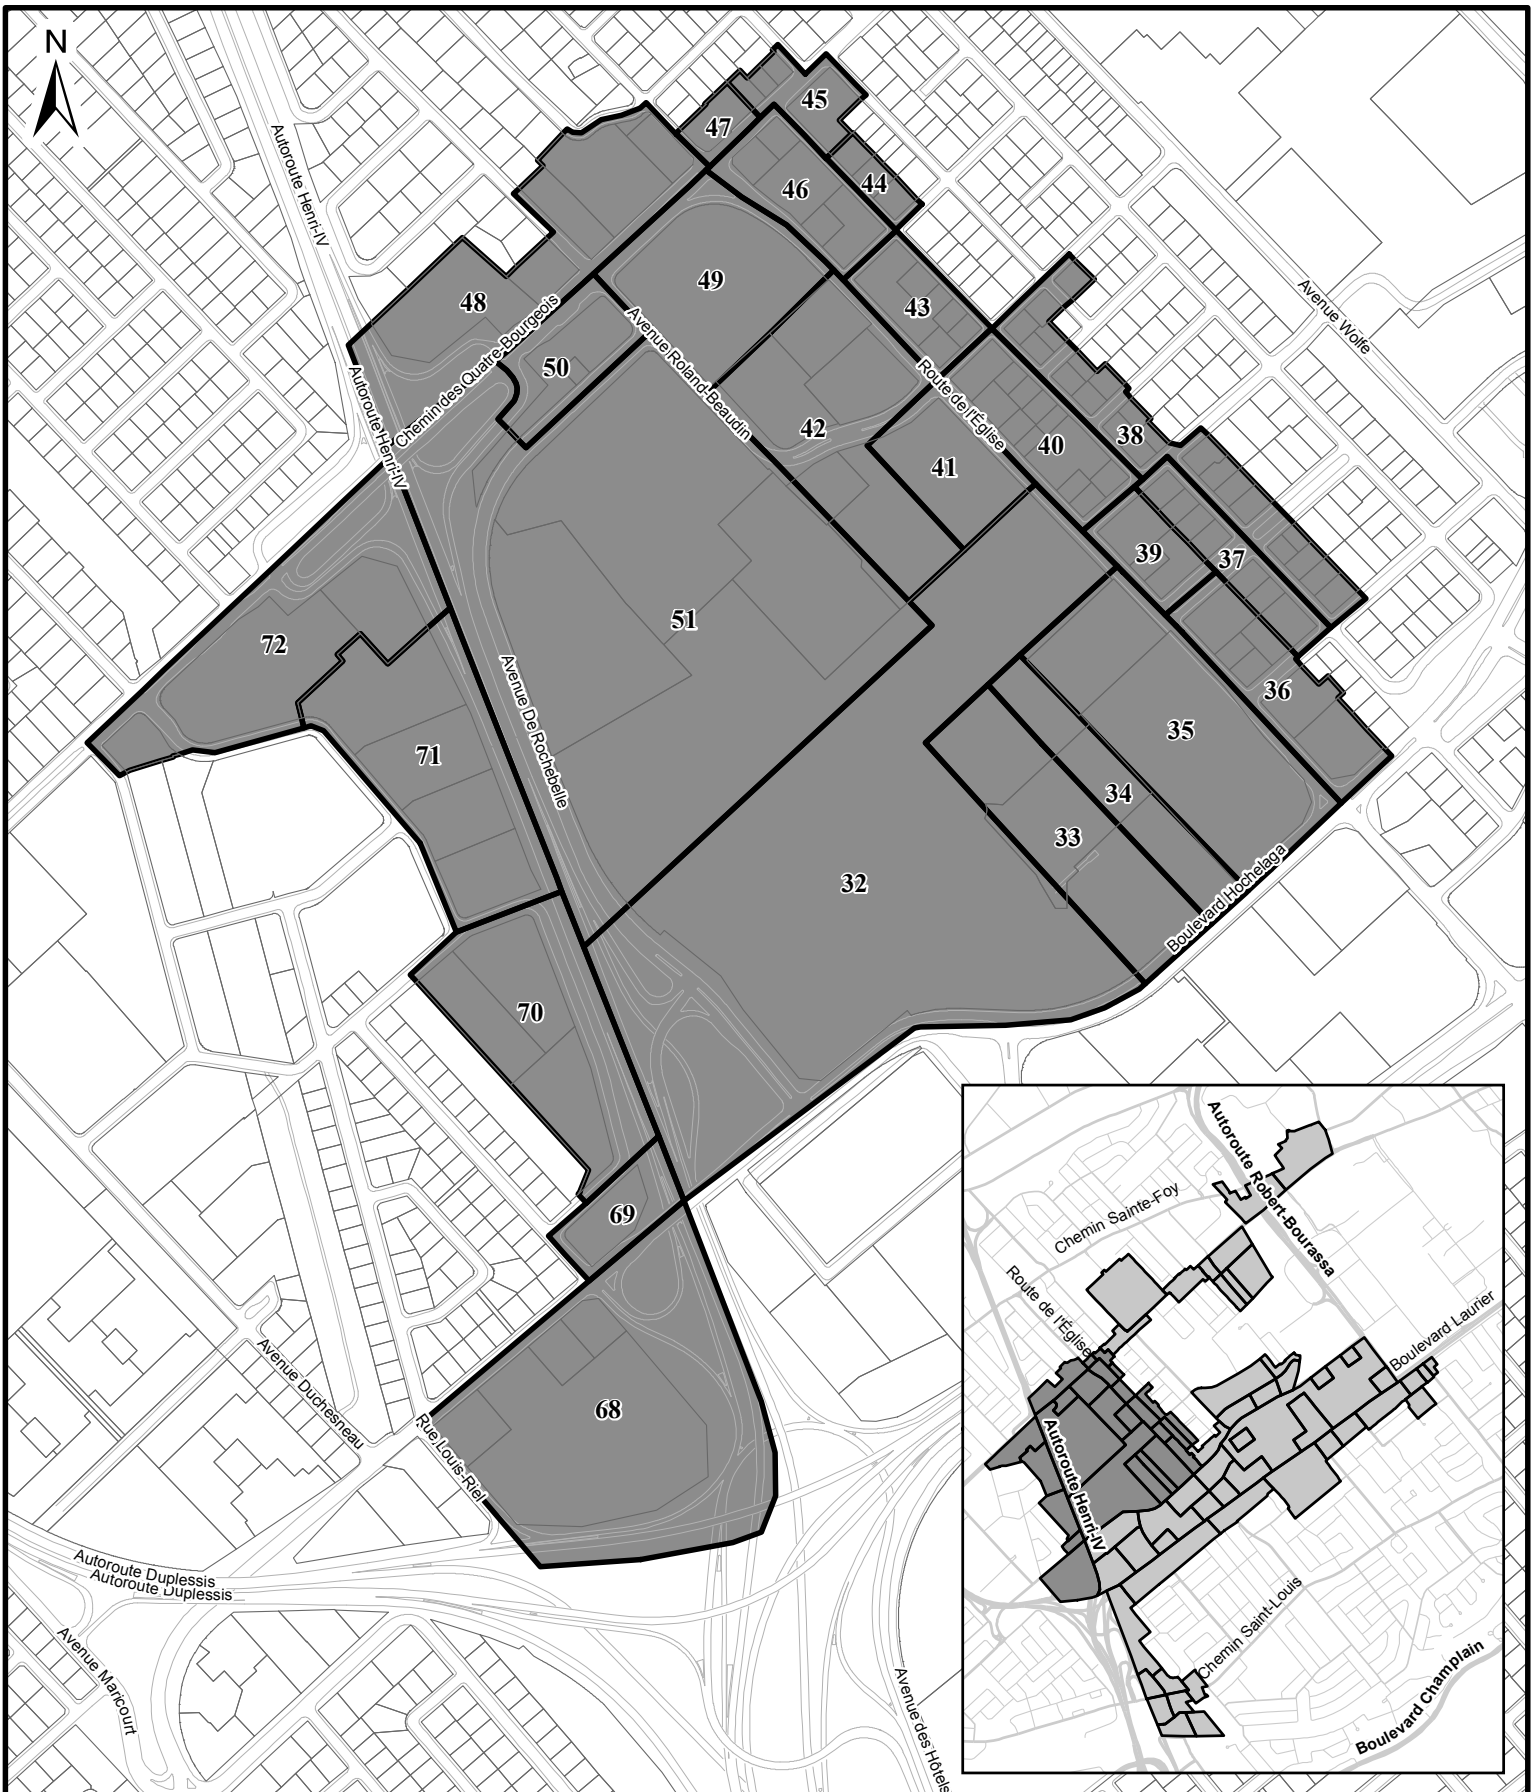 N
45
47
44
46
Autoroute Henri-IV
49
48
43
Avenue Wolfe
Chemin des Quatre-Bourgeois
Avenue Roland-Beaudin
50
Route de l'Église
Autoroute Henri-IV
42
38
40
41
39
37
51
72
36
Avenue De Rochebelle
35
71
34
33
32
Boulevard Hochelaga
70
69
68
Avenue Duchesneau
Rue Louis-Riel
Autoroute Duplessis
Autoroute Duplessis
Avenue Maricourt
Avenue des Hôtels
Autoroute Robert-Bourassa
Chemin Sainte-Foy
Route de l'Église
Boulevard Laurier
Autoroute Henri-IV
Chemin Saint-Louis
Boulevard Champlain